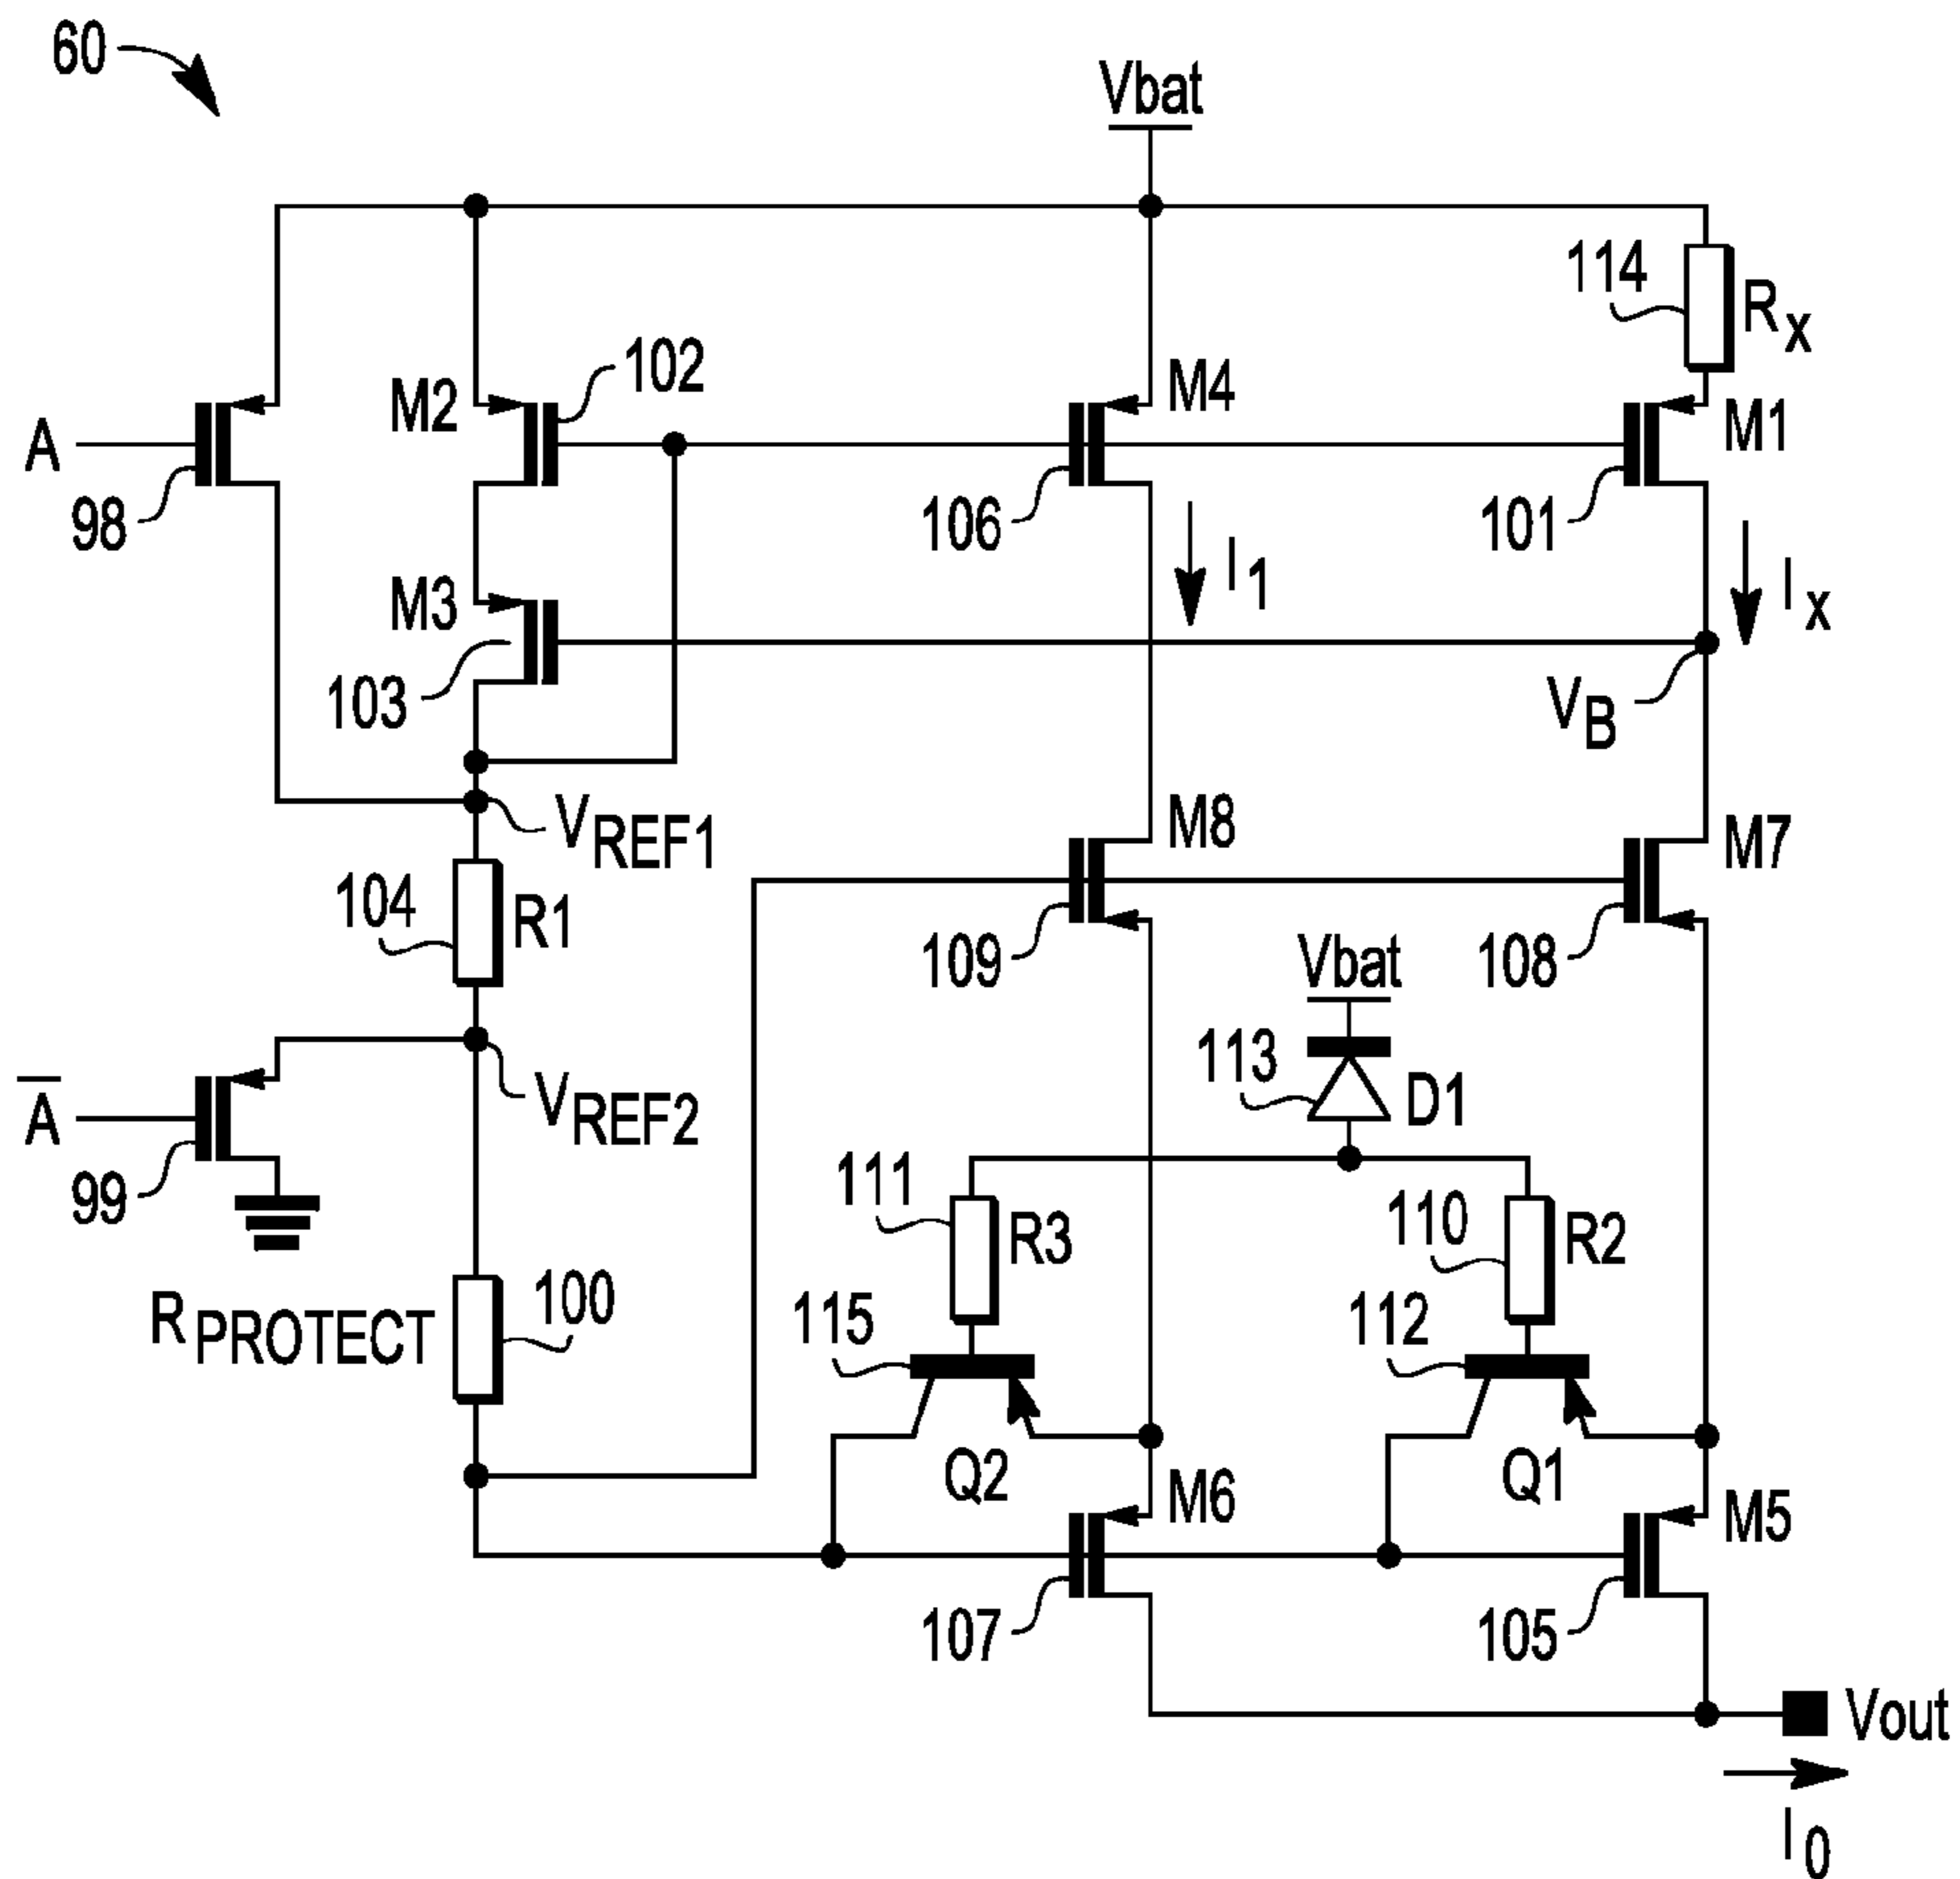 60
Vbat
114
RX
M2
102
M4
M1
A
98
106
101
I1
IX
M3
103
VB
VREF1
M8
M7
104
R1
109
108
Vbat
113
D1
A̅
99
VREF2
111
R3
110
R2
RPROTECT
100
115
112
Q2
M6
Q1
M5
107
105
Vout
I0